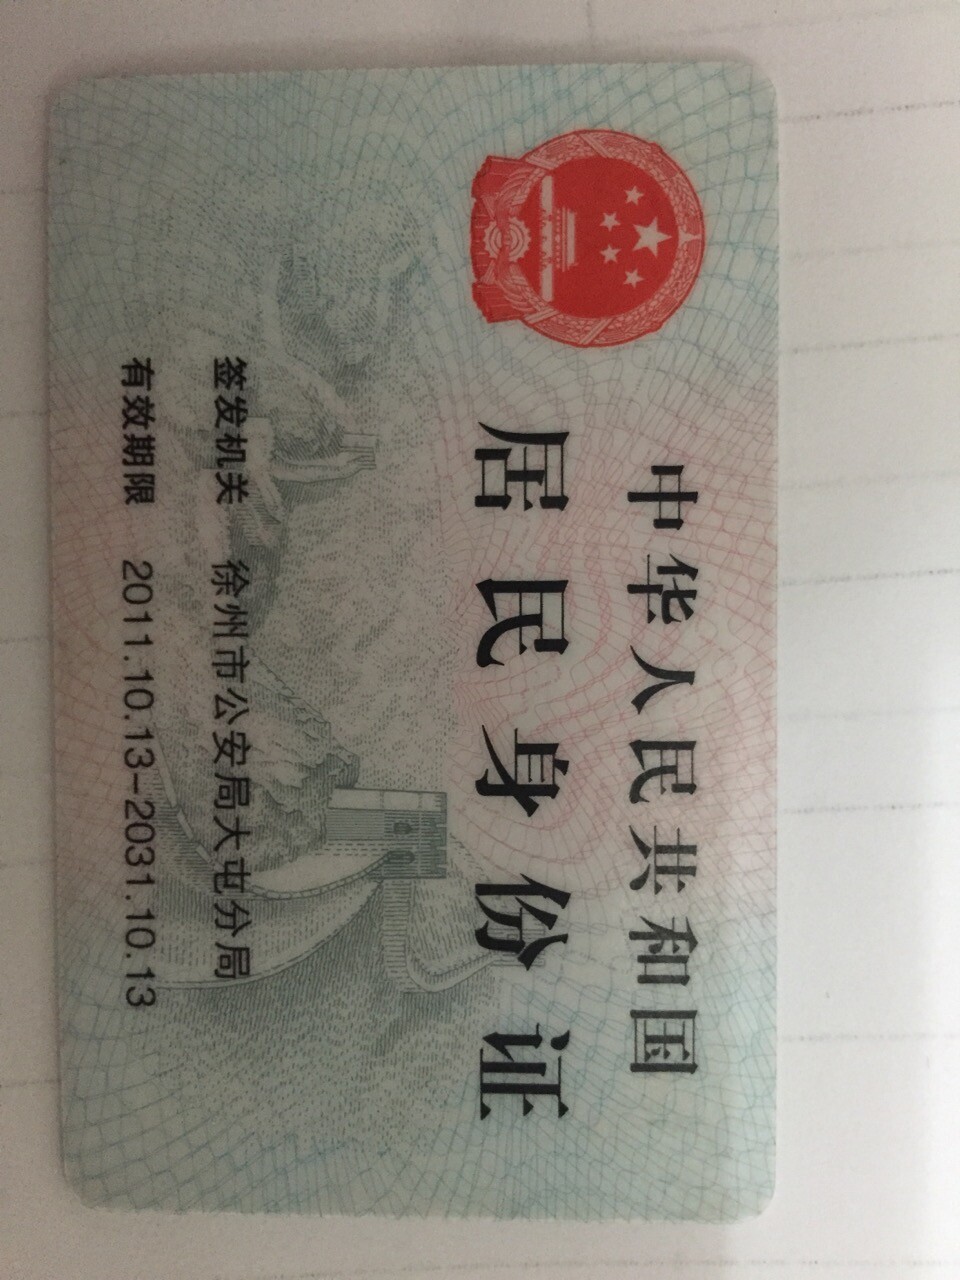 中华人民共和国
居民身份证
签发机关 徐州市公安局大屯分局
有效期限 2011.10.13-2031.10.13